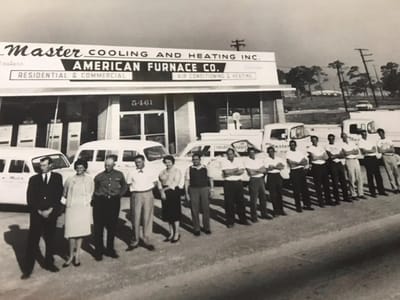 Master COOLING AND HEATING INC.
AMERICAN FURNACE CO.
RESIDENTIAL & COMMERCIAL AIR CONDITIONING & HEATING
5461